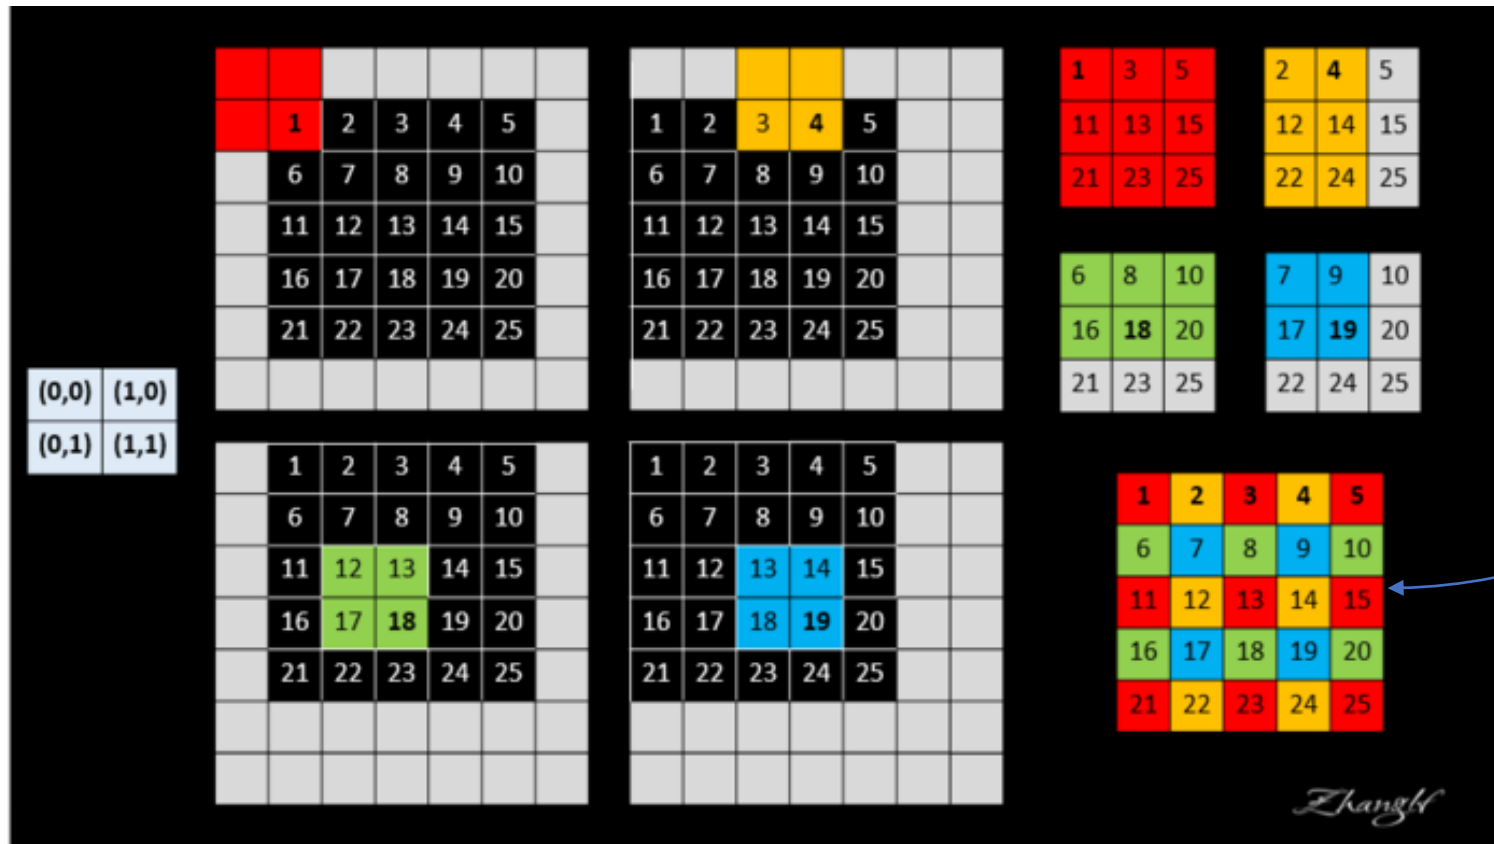 (0,0) (1,0)
(0,1) (1,1)
1 2 3 4 5
6 7 8 9 10
11 12 13 14 15
16 17 18 19 20
21 22 23 24 25
1 2 3 4 5
6 7 8 9 10
11 12 13 14 15
16 17 18 19 20
21 22 23 24 25
1 3 5
11 13 15
21 23 25
2 4 5
12 14 15
22 24 25
6 8 10
16 18 20
21 23 25
7 9 10
17 19 20
22 24 25
1 2 3 4 5
6 7 8 9 10
11 12 13 14 15
16 17 18 19 20
21 22 23 24 25
1 2 3 4 5
6 7 8 9 10
11 12 13 14 15
16 17 18 19 20
21 22 23 24 25
1 2 3 4 5
6 7 8 9 10
11 12 13 14 15
16 17 18 19 20
21 22 23 24 25